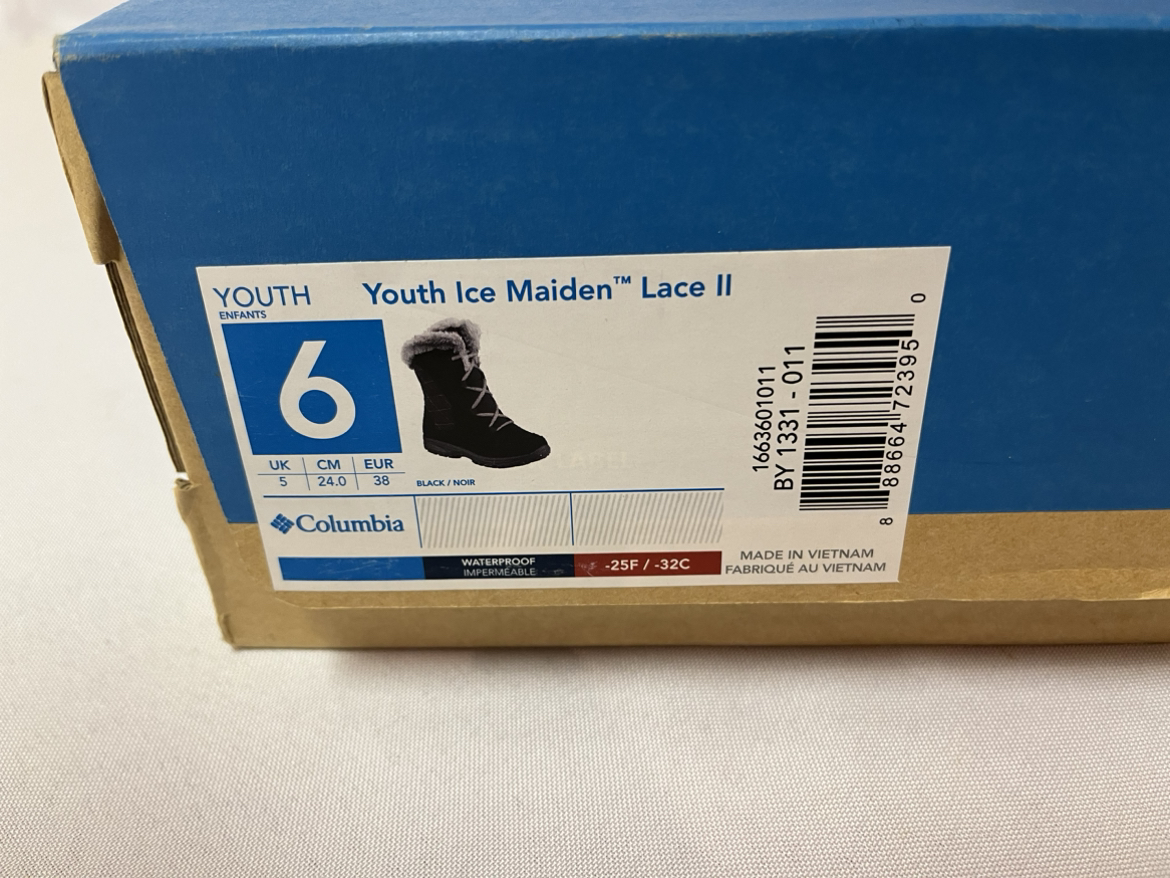 YOUTH
ENFANTS
Youth Ice Maiden™ Lace II
6
UK CM EUR
5 24.0 38
BLACK / NOIR
LABEL
Columbia
WATERPROOF
IMPERMÉABLE
-25F / -32C
1663601011
BY 1331 - 011
8 88664 72395 0
MADE IN VIETNAM
FABRIQUÉ AU VIETNAM